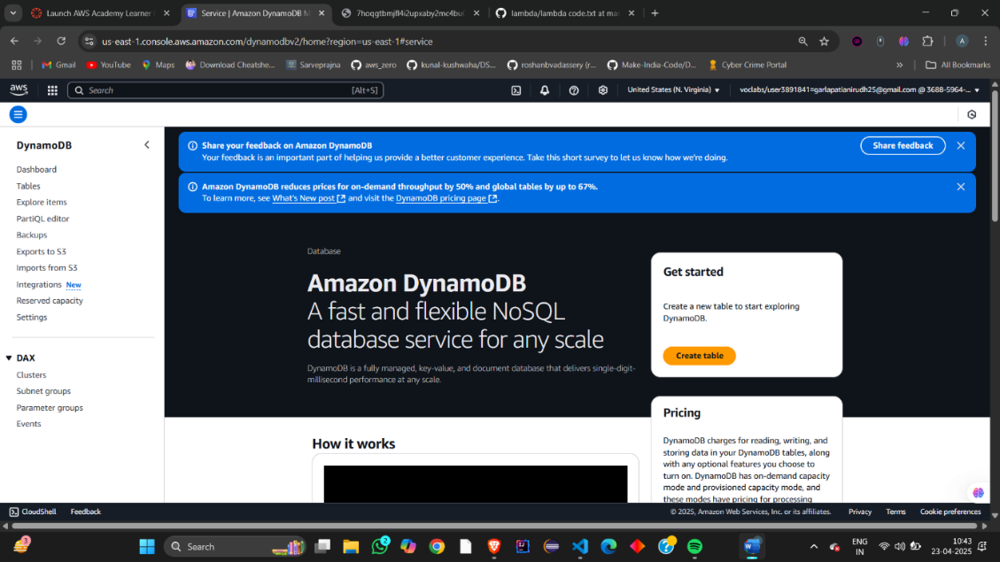 Launch AWS Academy Learner
Service | Amazon DynamoDB M
7hoqgtbmjfl4i2upxaby2mc4bu
lambda/lambda code.txt at ma
us-east-1.console.aws.amazon.com/dynamodbv2/home?region=us-east-1#service
Gmail
YouTube
Maps
Download Cheatshe...
Sarveprajna
aws_zero
kunal-kushwaha/DS...
roshanbvadassery (r...
Make-India-Code/D...
Cyber Crime Portal
»
All Bookmarks
aws
Search
[Alt+S]
United States (N. Virginia)
voclabs/user3891841=garlapatianirudh25@gmail.com @ 3688-5964-...
DynamoDB
Dashboard
Tables
Explore items
PartiQL editor
Backups
Exports to S3
Imports from S3
Integrations New
Reserved capacity
Settings
DAX
Clusters
Subnet groups
Parameter groups
Events
Share your feedback on Amazon DynamoDB
Your feedback is an important part of helping us provide a better customer experience. Take this short survey to let us know how we're doing.
Share feedback
Amazon DynamoDB reduces prices for on-demand throughput by 50% and global tables by up to 67%.
To learn more, see What's New post and visit the DynamoDB pricing page.
Database
Amazon DynamoDB
A fast and flexible NoSQL
database service for any scale
DynamoDB is a fully managed, key-value, and document database that delivers single-digit-
millisecond performance at any scale.
Get started
Create a new table to start exploring
DynamoDB.
Create table
Pricing
DynamoDB charges for reading, writing, and
storing data in your DynamoDB tables, along
with any optional features you choose to
turn on. DynamoDB has on-demand capacity
mode and provisioned capacity mode, and
these modes have pricing for processing
How it works
CloudShell
Feedback
© 2025, Amazon Web Services, Inc. or its affiliates.
Privacy
Terms
Cookie preferences
3
Search
2
ENG
IN
10:43
23-04-2025